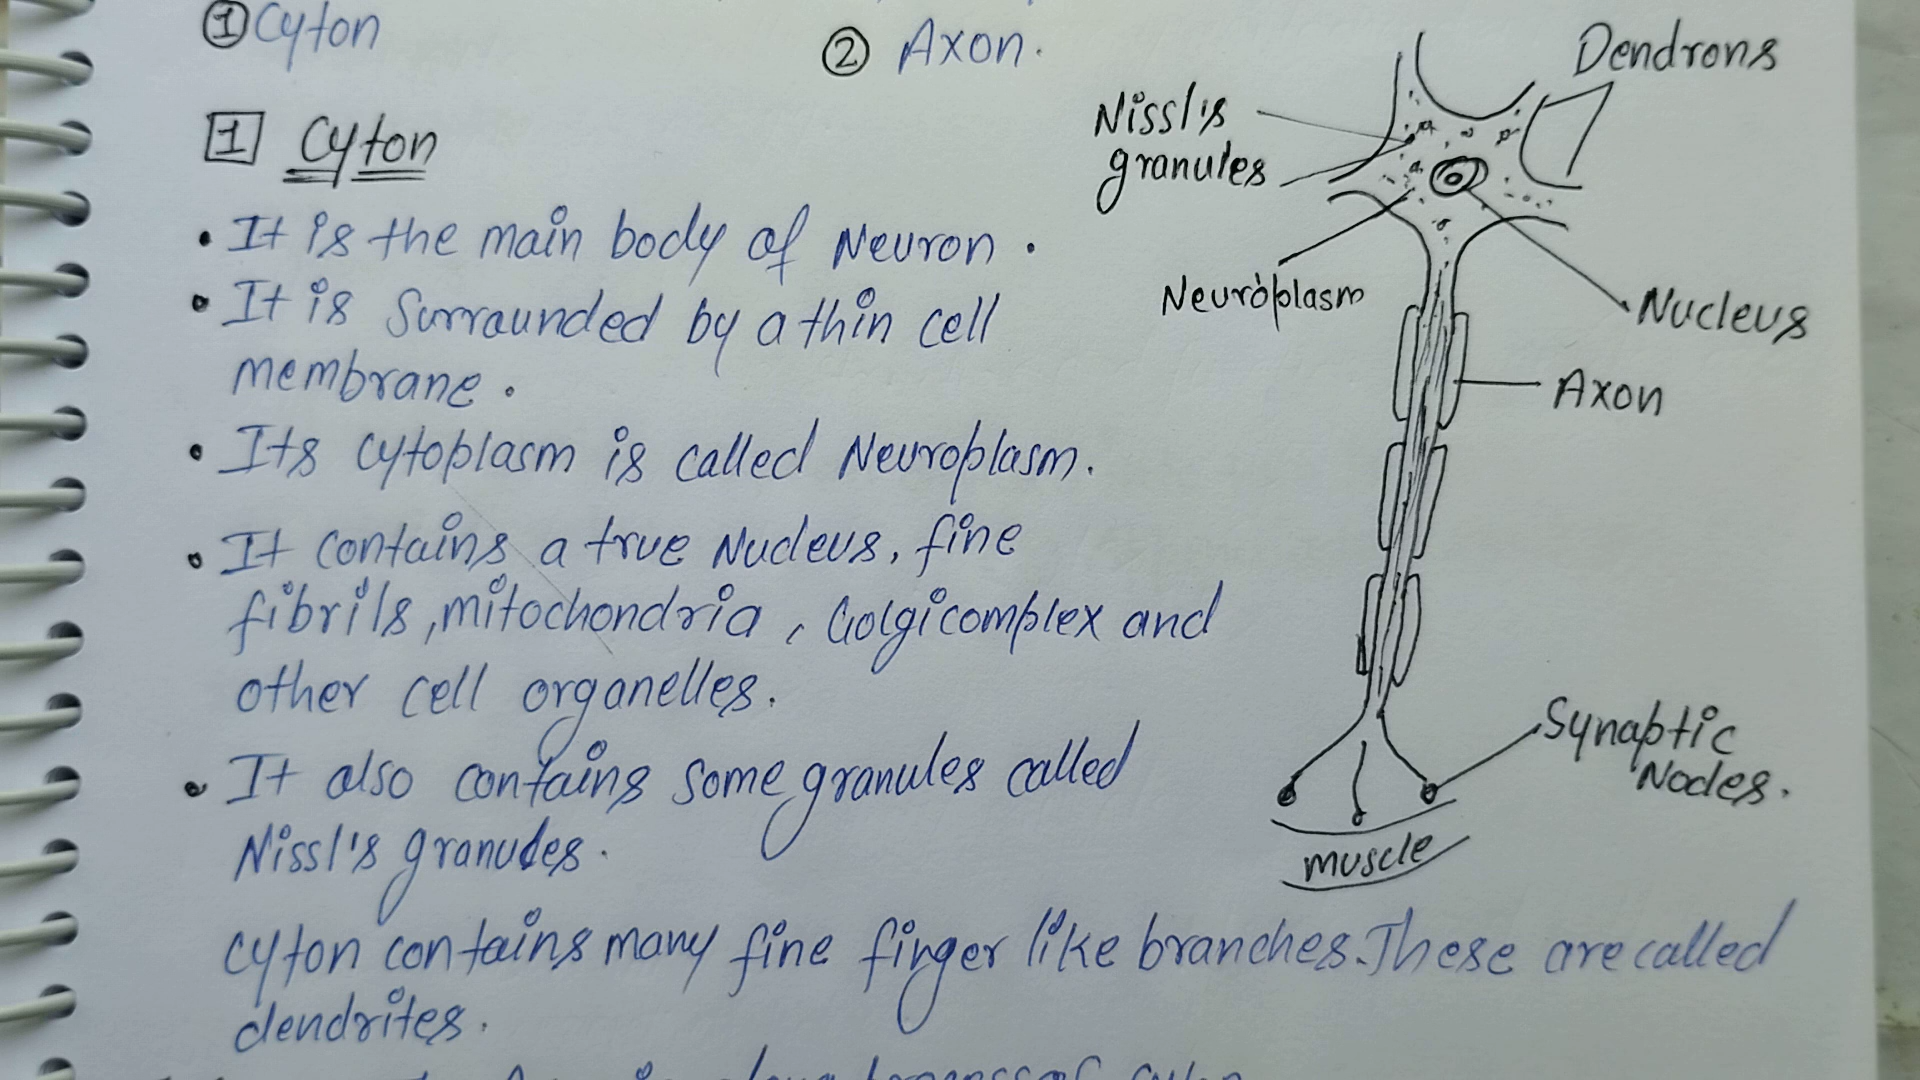 ① Cyton
② Axon.
1 Cyton
• It is the main body of Neuron.
• It is Surraunded by a thin cell
membrane.
• Its cytoplasm is called Neuroplasm.
• It contains a true Nucleus, fine
fibrils, mitochondria, Golgicomplex and
other cell organelles.
• It also contains some granules called
Nissl's granules.
Cyton contains many fine finger like branches. These are called
dendrites.
Dendrons
Nissl's
granules
Neuroplasm
Nucleus
Axon
Synaptic
Nodes.
muscle